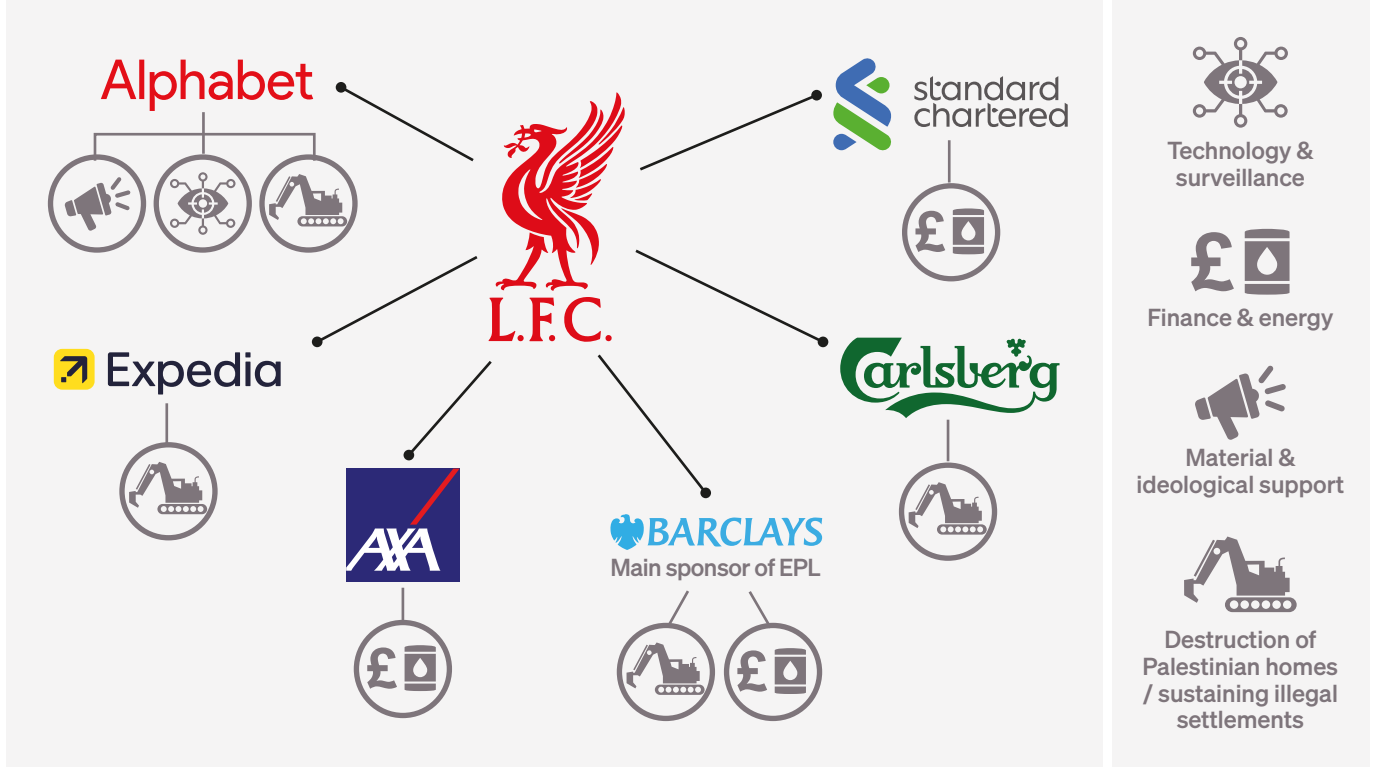 Alphabet
standard
chartered
L.F.C.
Expedia
Carlsberg
AXA
BARCLAYS
Main sponsor of EPL
£
£
£
Technology &
surveillance
£
Finance & energy
Material &
ideological support
Destruction of
Palestinian homes
/ sustaining illegal
settlements